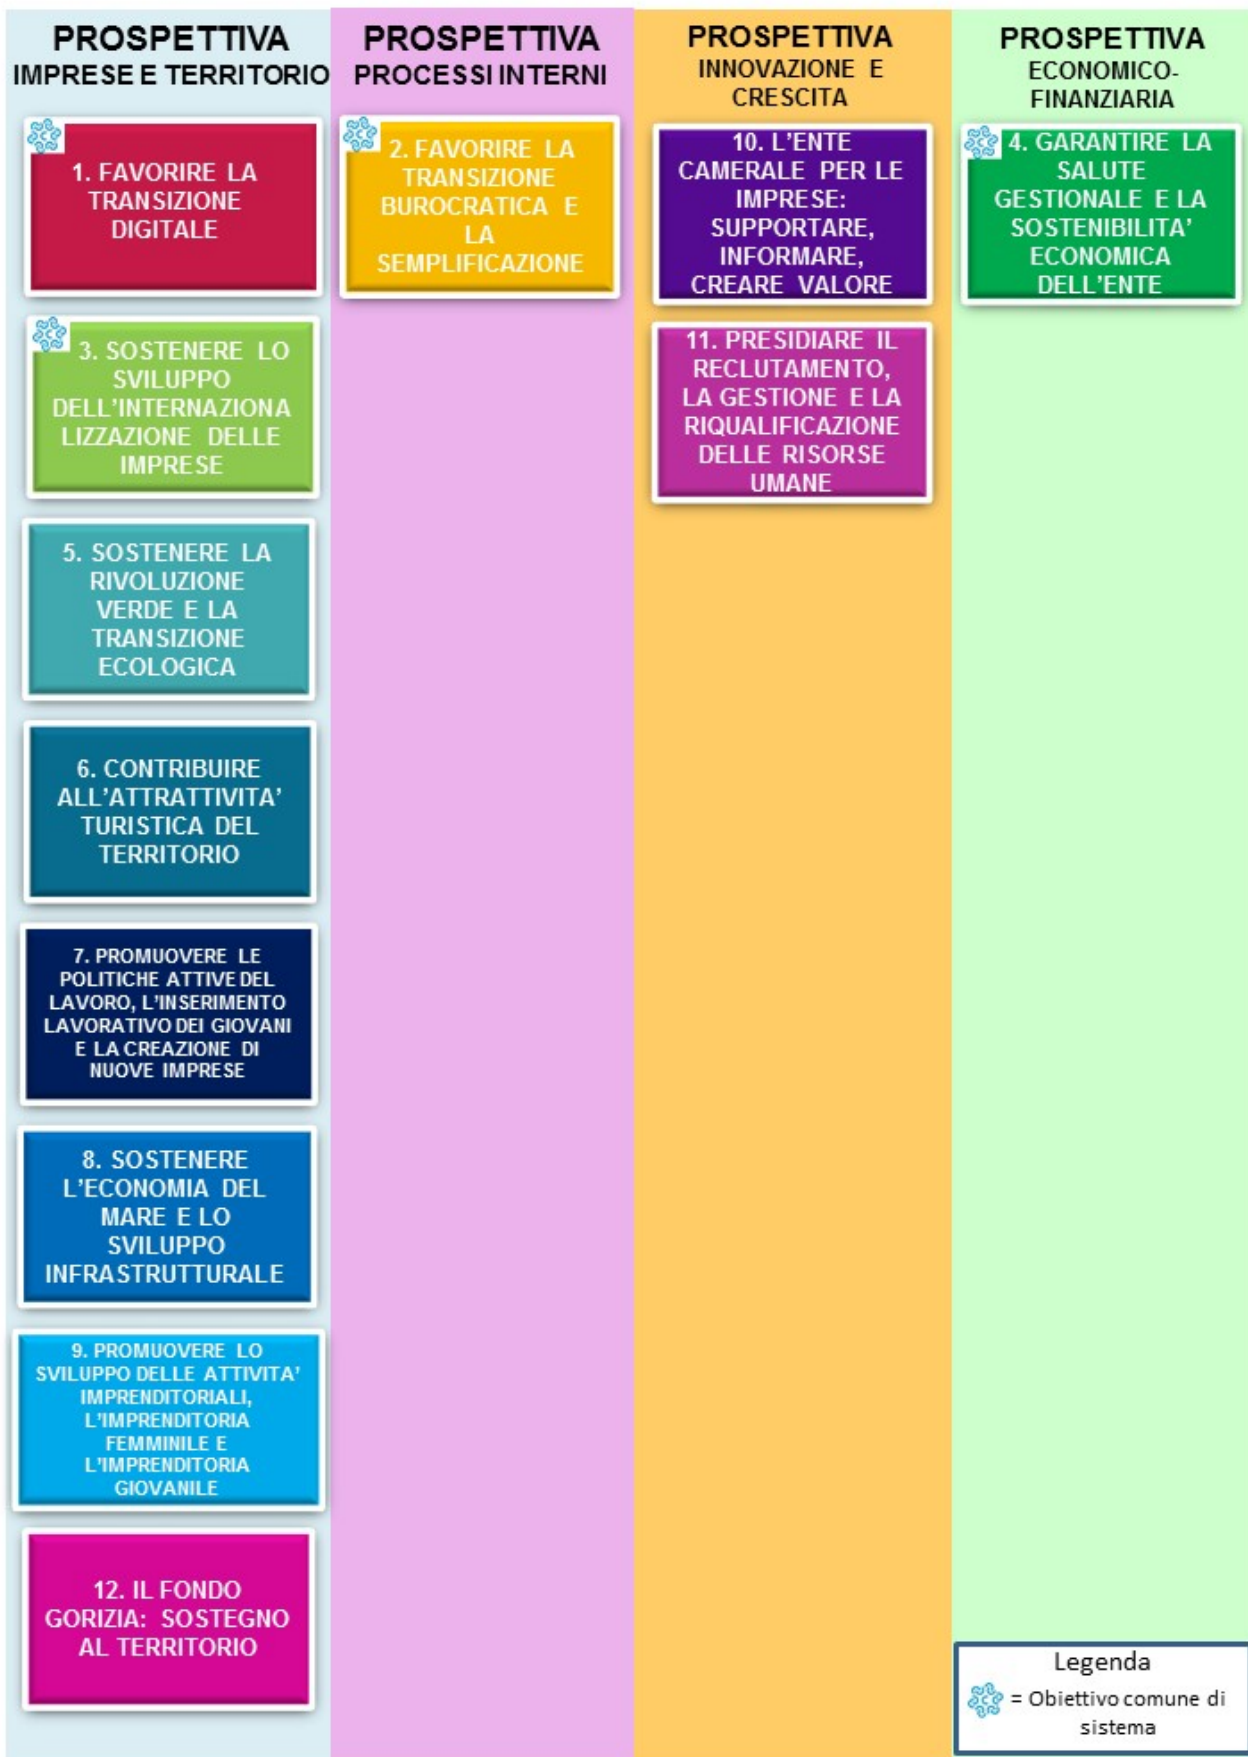 PROSPETTIVA
IMPRESE E TERRITORIO
1. FAVORIRE LA
TRANSIZIONE
DIGITALE
3. SOSTENERE LO
SVILUPPO
DELL'INTERNAZIONA
LIZZAZIONE DELLE
IMPRESE
5. SOSTENERE LA
RIVOLUZIONE
VERDE E LA
TRANSIZIONE
ECOLOGICA
6. CONTRIBUIRE
ALL'ATTRATTIVITA'
TURISTICA DEL
TERRITORIO
7. PROMUOVERE LE
POLITICHE ATTIVE DEL
LAVORO, L'INSERIMENTO
LAVORATIVO DEI GIOVANI
E LA CREAZIONE DI
NUOVE IMPRESE
8. SOSTENERE
L'ECONOMIA DEL
MARE E LO
SVILUPPO
INFRASTRUTTURALE
9. PROMUOVERE LO
SVILUPPO DELLE ATTIVITA'
IMPRENDITORIALI,
L'IMPRENDITORIA
FEMMINILE E
L'IMPRENDITORIA
GIOVANILE
12. IL FONDO
GORIZIA: SOSTEGNO
AL TERRITORIO
PROSPETTIVA
PROCESSI INTERNI
2. FAVORIRE LA
TRANSIZIONE
BUROCRATICA E
LA
SEMPLIFICAZIONE
PROSPETTIVA
INNOVAZIONE E
CRESCITA
10. L'ENTE
CAMERALE PER LE
IMPRESE:
SUPPORTARE,
INFORMARE,
CREARE VALORE
11. PRESIDIARE IL
RECLUTAMENTO,
LA GESTIONE E LA
RIQUALIFICAZIONE
DELLE RISORSE
UMANE
PROSPETTIVA
ECONOMICO-
FINANZIARIA
4. GARANTIRE LA
SALUTE
GESTIONALE E LA
SOSTENIBILITA'
ECONOMICA
DELL'ENTE
Legenda
= Obiettivo comune di
sistema